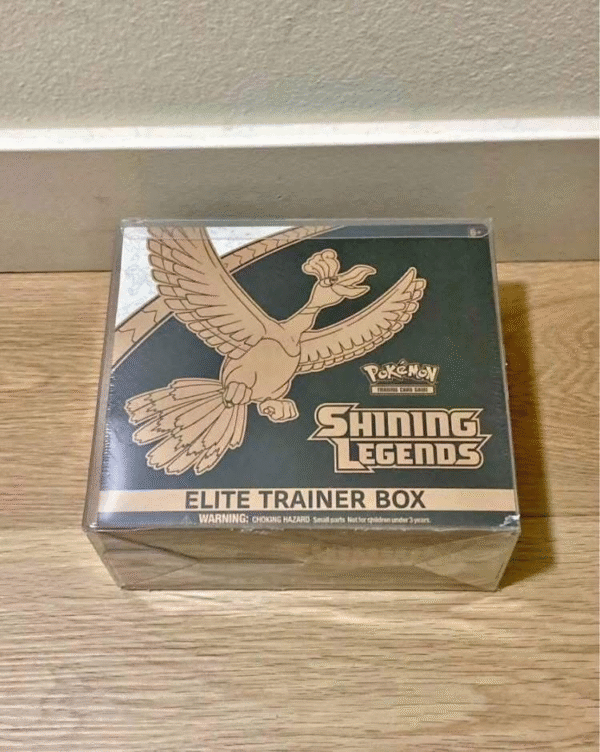 6+
POKéMON
TRADING CARD GAME
SHINING
LEGENDS
ELITE TRAINER BOX
WARNING: CHOKING HAZARD Small parts Not for children under 3 years.